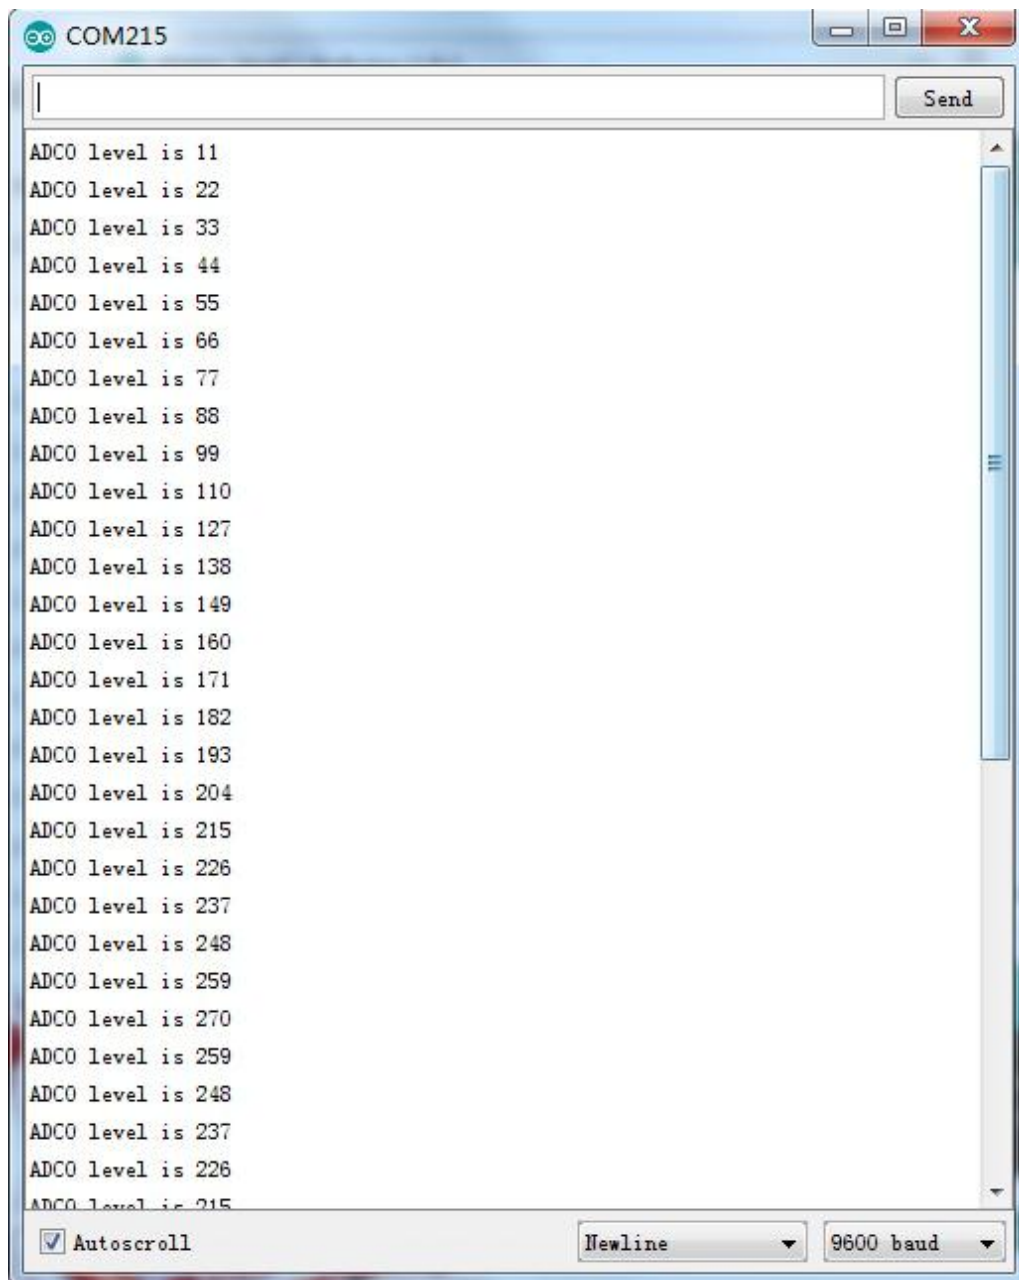 COM215
Send
ADC0 level is 11
ADC0 level is 22
ADC0 level is 33
ADC0 level is 44
ADC0 level is 55
ADC0 level is 66
ADC0 level is 77
ADC0 level is 88
ADC0 level is 99
ADC0 level is 110
ADC0 level is 127
ADC0 level is 138
ADC0 level is 149
ADC0 level is 160
ADC0 level is 171
ADC0 level is 182
ADC0 level is 193
ADC0 level is 204
ADC0 level is 215
ADC0 level is 226
ADC0 level is 237
ADC0 level is 248
ADC0 level is 259
ADC0 level is 270
ADC0 level is 259
ADC0 level is 248
ADC0 level is 237
ADC0 level is 226
ADC0 level is 215
Autoscroll
Newline
9600 baud